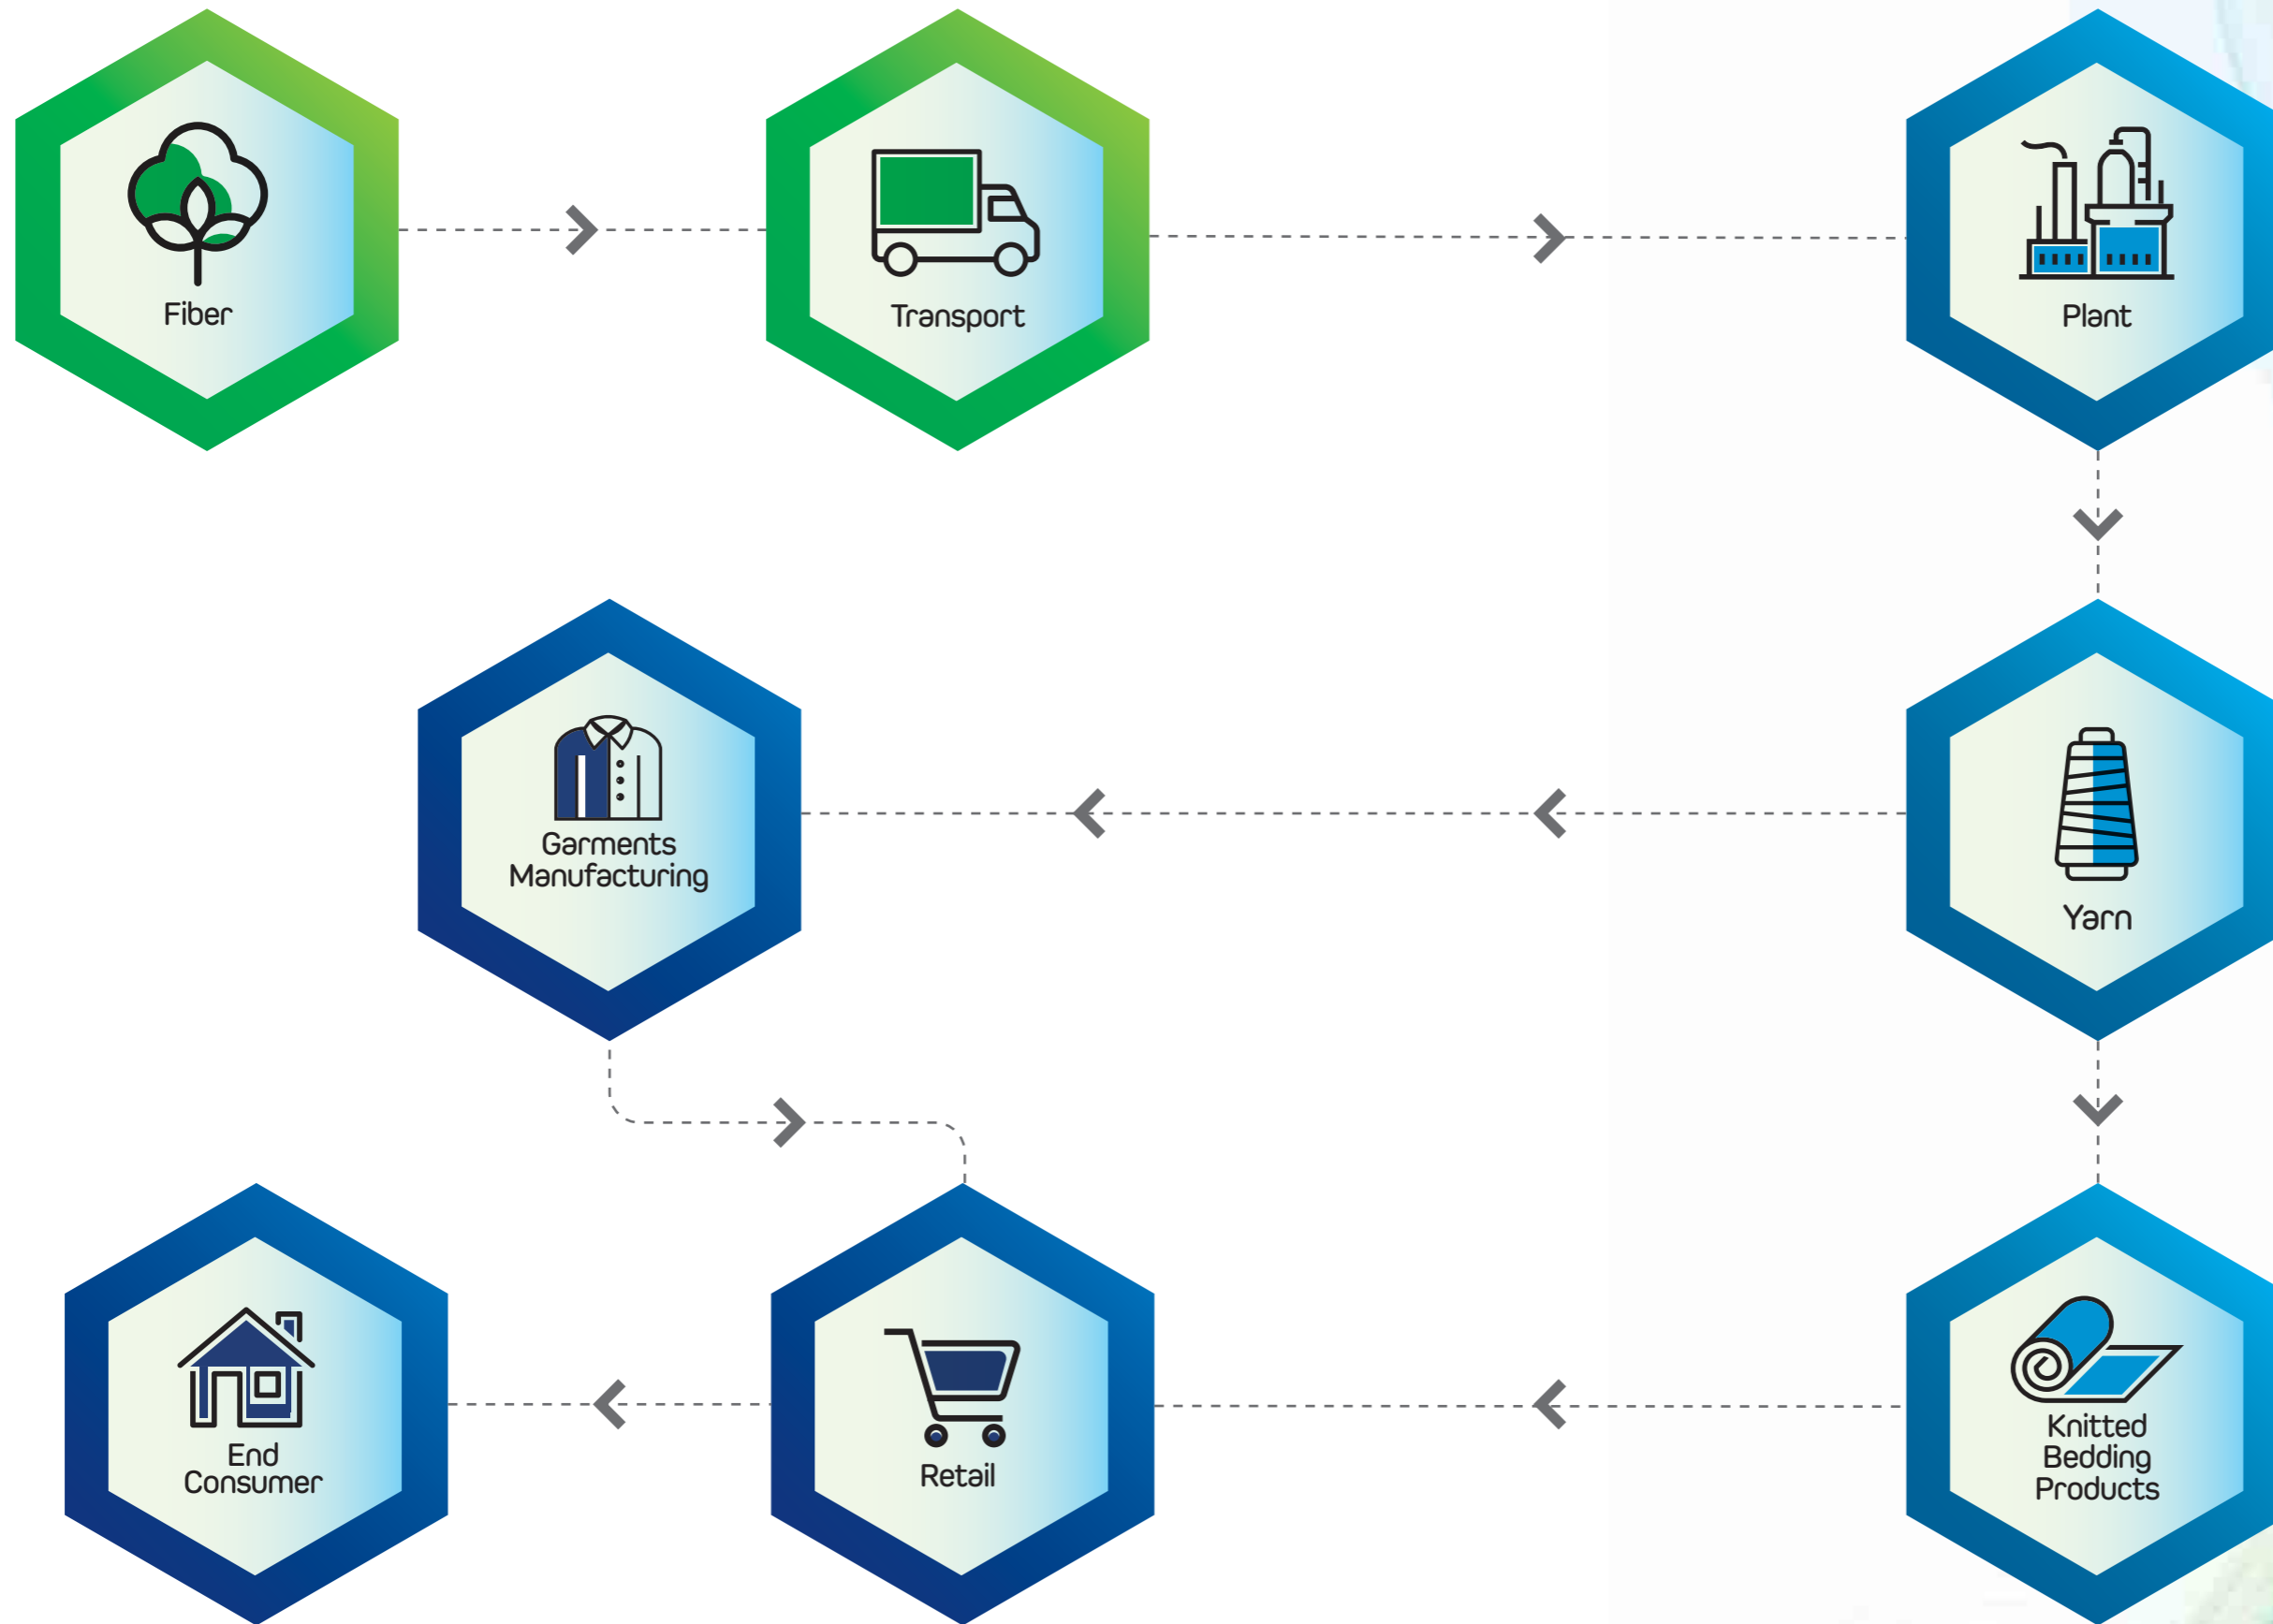 Fiber
Transport
Plant
Garments
Manufacturing
Yarn
End
Consumer
Retail
Knitted
Bedding
Products